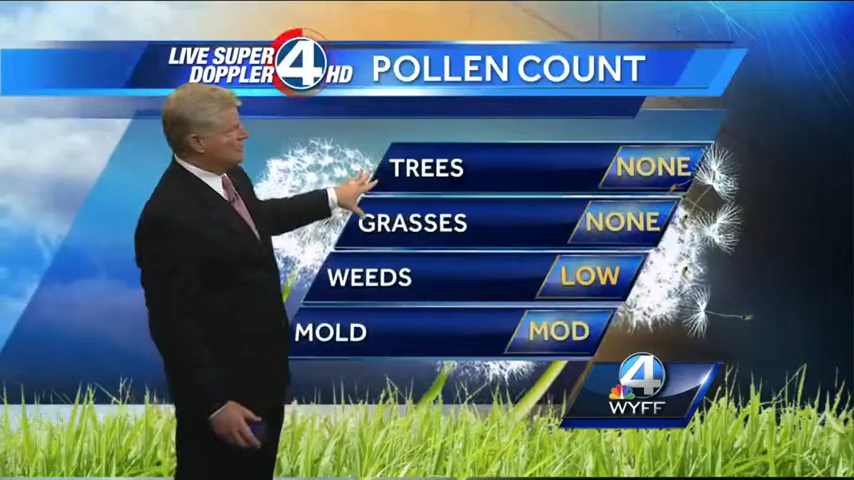 LIVE SUPER
DOPPLER 4 HD
POLLEN COUNT
TREES NONE
GRASSES NONE
WEEDS LOW
MOLD MOD
4
WYFF